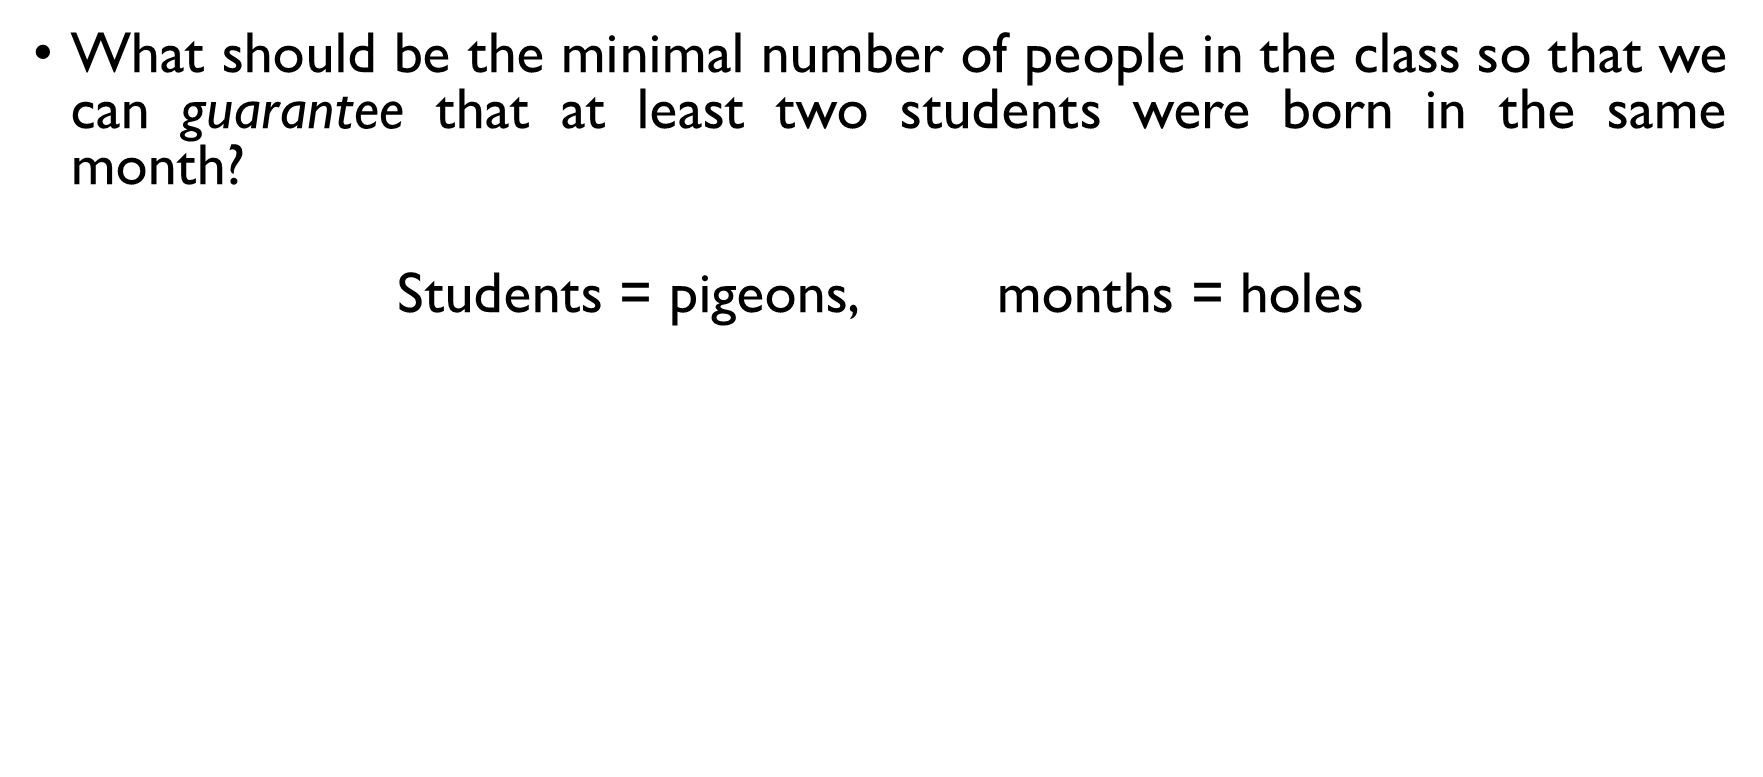 • What should be the minimal number of people in the class so that we
can guarantee that at least two students were born in the same
month?
Students = pigeons, months = holes